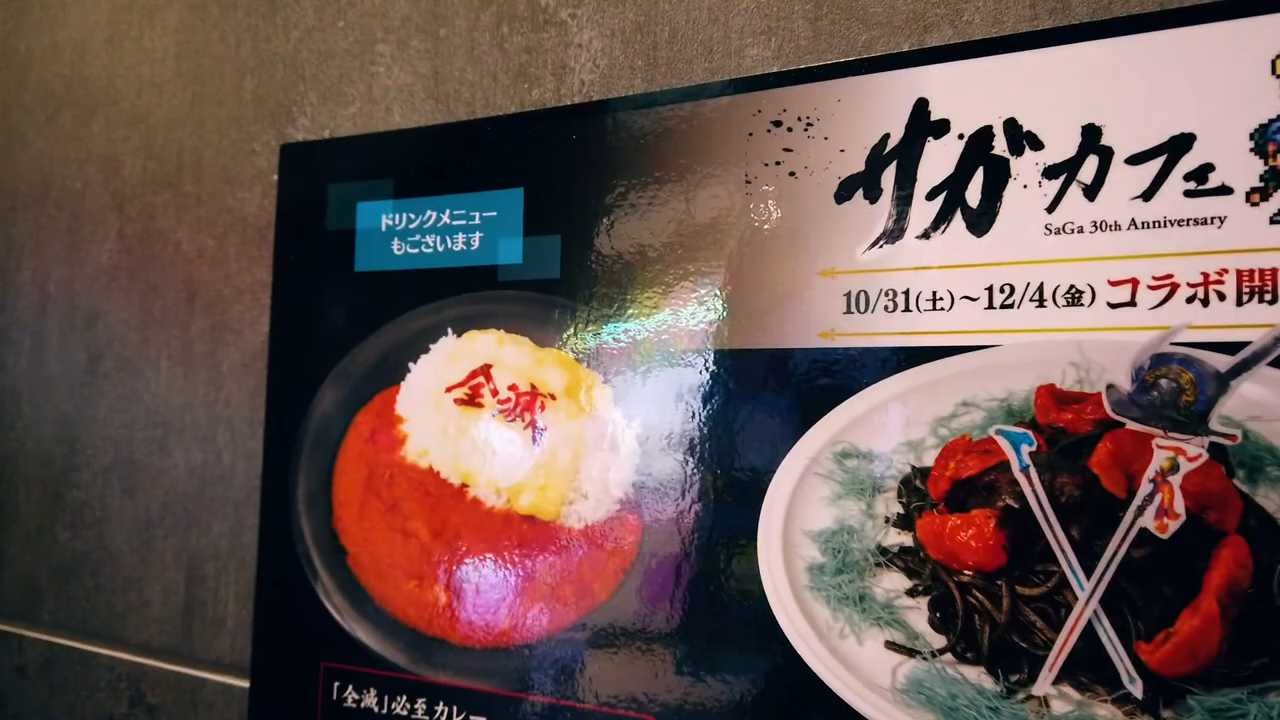 ドリンクメニュー
もございます
サガカフェ
SaGa 30th Anniversary
10/31(土)～12/4(金)コラボ開
全滅
「全滅」必至カレー